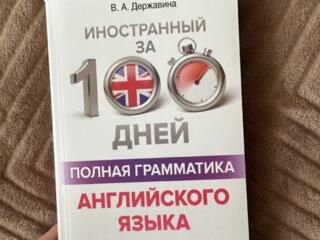 В. А. Державина
ИНОСТРАННЫЙ
ЗА
100
ДНЕЙ
ПОЛНАЯ ГРАММАТИКА
АНГЛИЙСКОГО
ЯЗЫКА